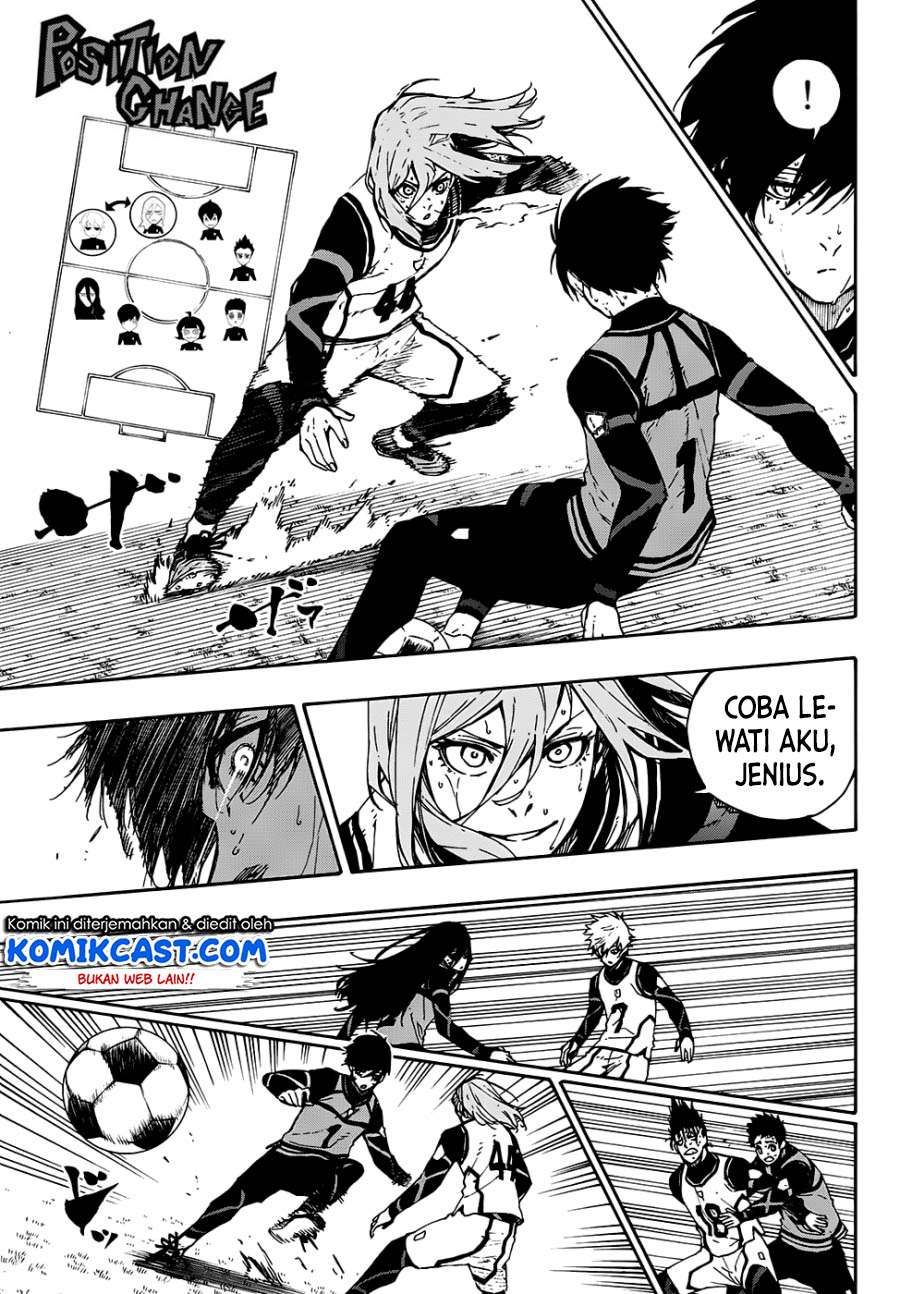 POSITION
CHANGE
!
44
1
COBA LE-
WATI AKU,
JENIUS.
Komik ini diterjemahkan & diedit oleh
KOMIKCAST.COM
BUKAN WEB LAIN!!
7
1
44
18